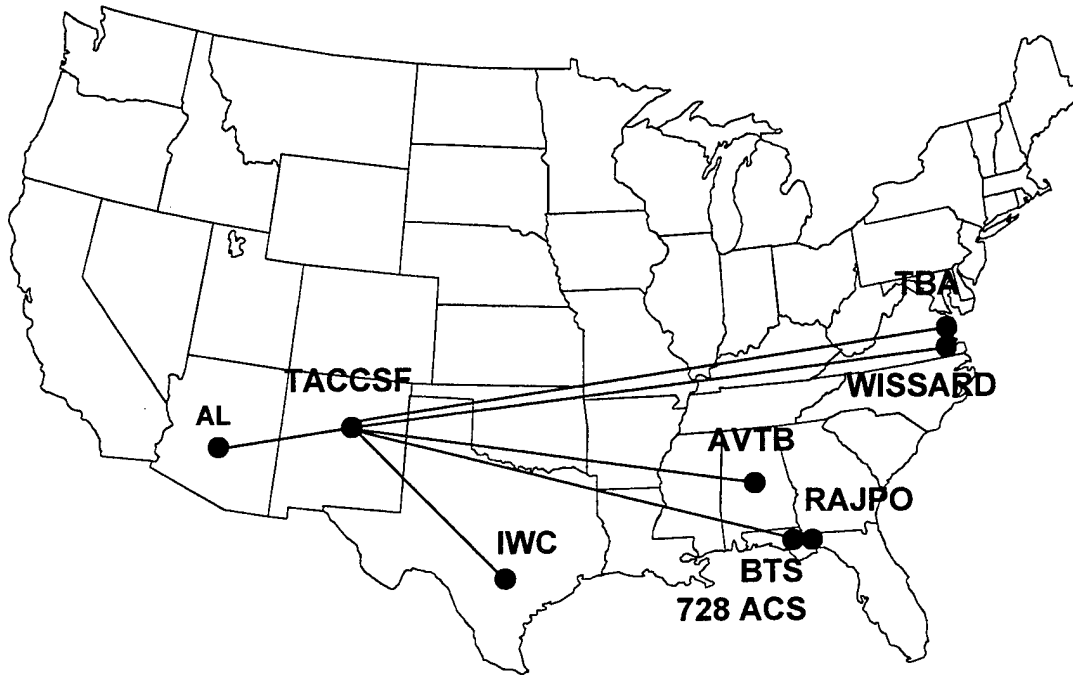 TBA
TACCSF
WISSARD
AL
AVTB
RAJPO
IWC
BTS
728 ACS